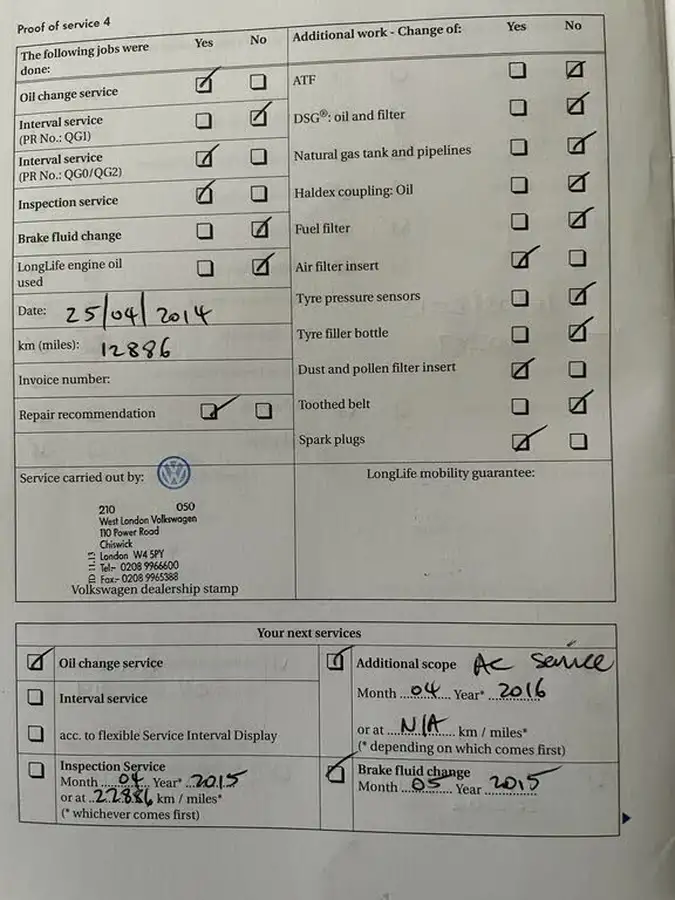 Proof of service 4
The following jobs were done: Yes No
Oil change service
Interval service
(PR No.: QG1)
Interval service
(PR No.: QG0/QG2)
Inspection service
Brake fluid change
LongLife engine oil
used
Date: 25/04/2014
km (miles): 12886
Invoice number:
Repair recommendation
Additional work - Change of: Yes No
ATF
DSG®: oil and filter
Natural gas tank and pipelines
Haldex coupling: Oil
Fuel filter
Air filter insert
Tyre pressure sensors
Tyre filler bottle
Dust and pollen filter insert
Toothed belt
Spark plugs
Service carried out by:
210 050
West London Volkswagen
110 Power Road
Chiswick
London W4 5PY
Tel:- 0208 9966600
Fax:- 0208 9965388
Volkswagen dealership stamp
LongLife mobility guarantee:
Your next services
Oil change service
Interval service
acc. to flexible Service Interval Display
Inspection Service
Month 04 Year* 2015
or at 22886 km / miles*
(* whichever comes first)
Additional scope AC Service
Month 04 Year* 2016
or at N/A km / miles*
(* depending on which comes first)
Brake fluid change
Month 05 Year 2015